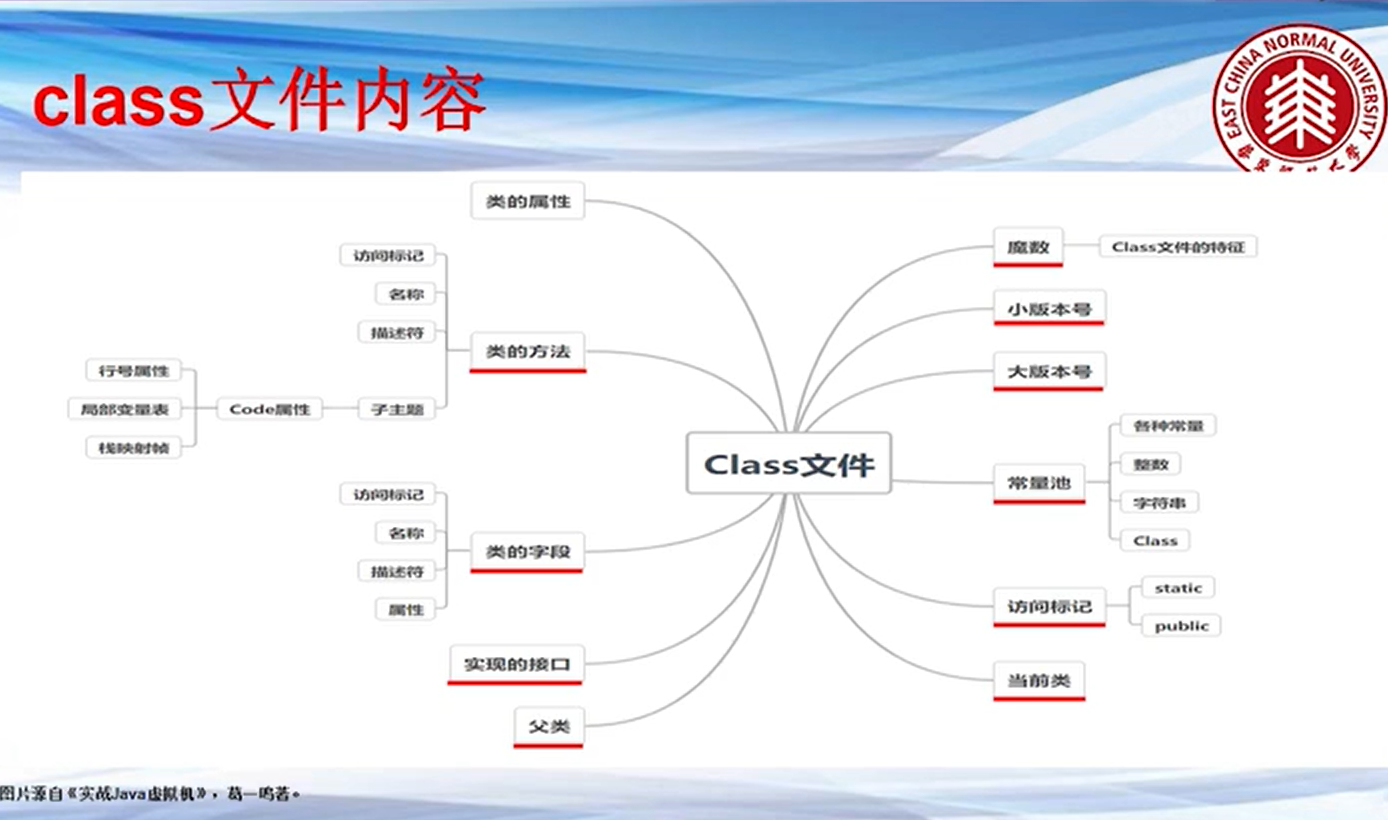 class文件内容
EAST CHINA NORMAL UNIVERSITY
类的属性
访问标记
名称
描述符
类的方法
行号属性
局部变量表
栈映射帧
Code属性
子主题
访问标记
名称
描述符
属性
类的字段
实现的接口
父类
Class文件
魔数
Class文件的特征
小版本号
大版本号
常量池
各种常量
整数
字符串
Class
访问标记
static
public
当前类
图片源自《实战Java虚拟机》，葛一鸣著。